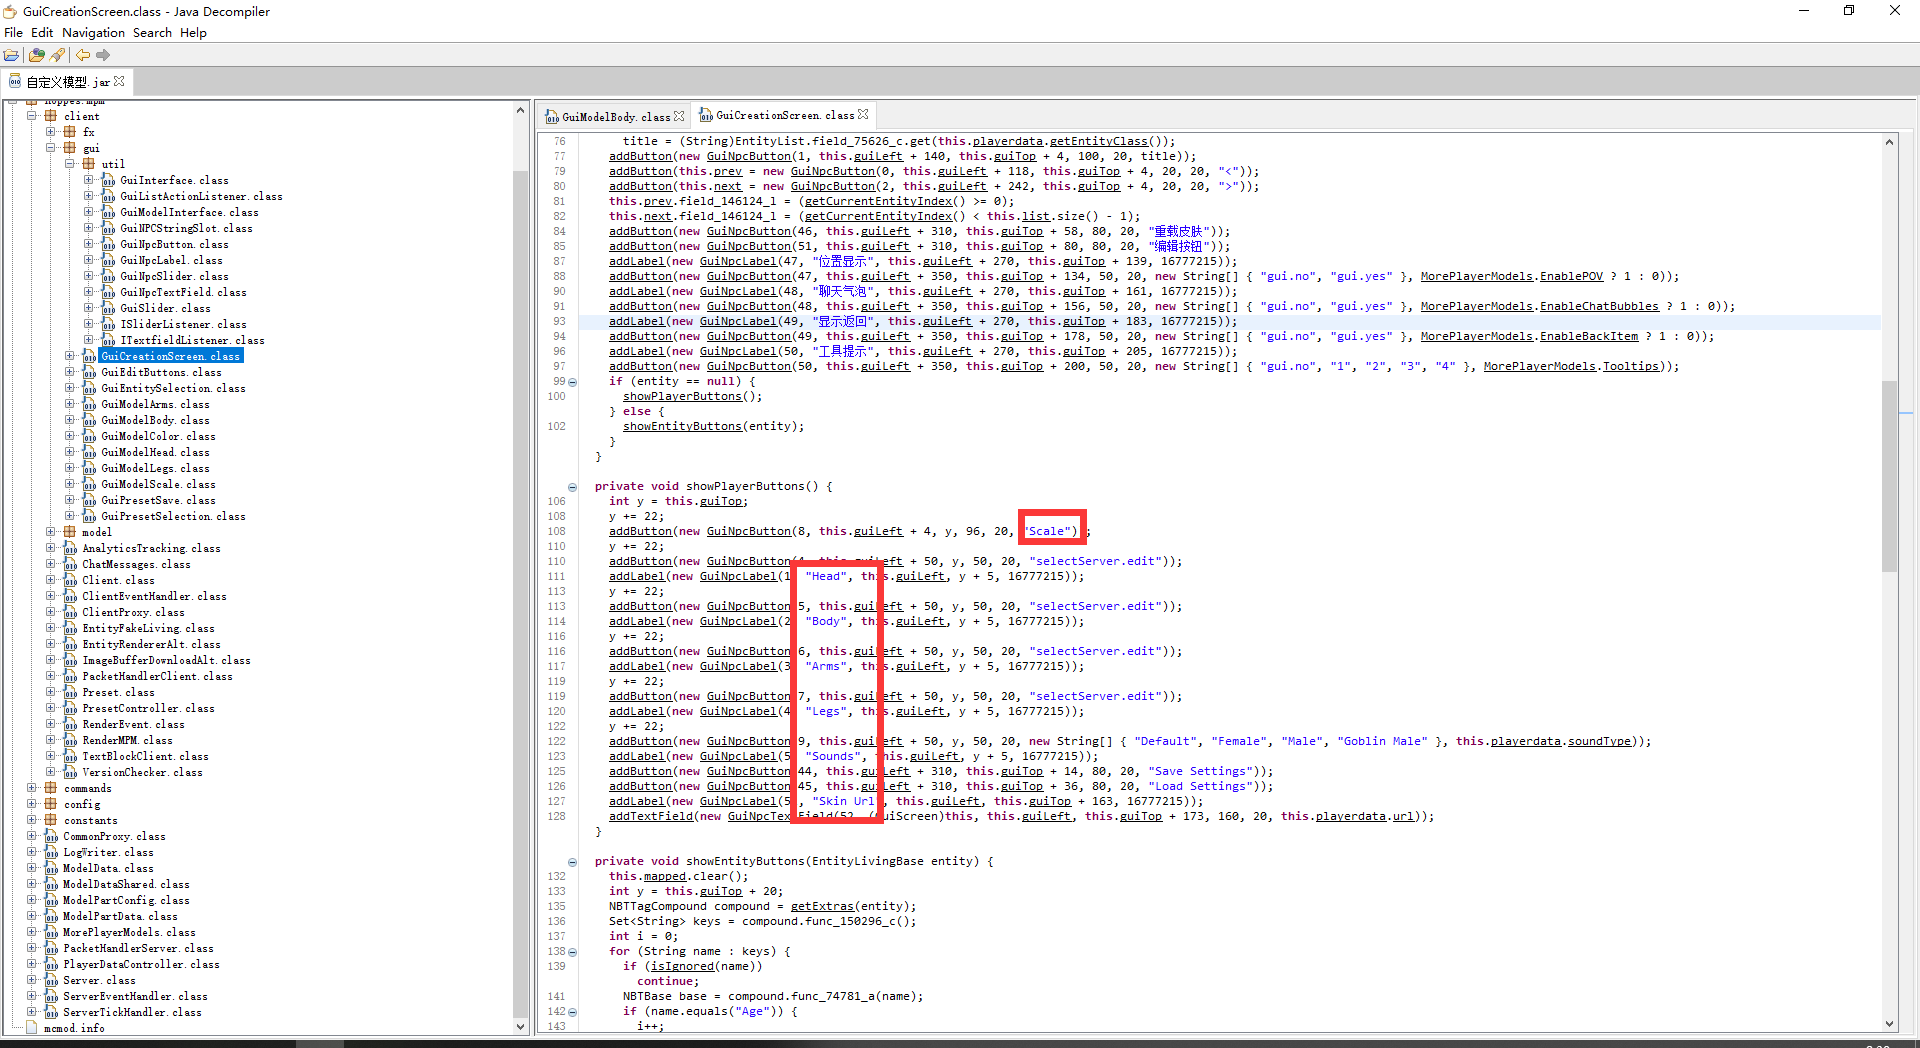 GuiCreationScreen.class - Java Decompiler
File Edit Navigation Search Help
自定义模型.jar
noppes.mpm
client
fx
gui
util
GuiInterface.class
GuiListActionListener.class
GuiModelInterface.class
GuiNPCStringSlot.class
GuiNpcButton.class
GuiNpcLabel.class
GuiNpcSlider.class
GuiNpcTextField.class
GuiSlider.class
ISliderListener.class
ITextfieldListener.class
GuiCreationScreen.class
GuiEditButtons.class
GuiEntitySelection.class
GuiModelArms.class
GuiModelBody.class
GuiModelColor.class
GuiModelHead.class
GuiModelLegs.class
GuiModelScale.class
GuiPresetSave.class
GuiPresetSelection.class
model
AnalyticsTracking.class
ChatMessages.class
Client.class
ClientEventHandler.class
ClientProxy.class
EntityFakeLiving.class
EntityRendererAlt.class
ImageBufferDownloadAlt.class
PacketHandlerClient.class
Preset.class
PresetController.class
RenderEvent.class
RenderMPM.class
TextBlockClient.class
VersionChecker.class
commands
config
constants
CommonProxy.class
LogWriter.class
ModelData.class
ModelDataShared.class
ModelPartConfig.class
ModelPartData.class
MorePlayerModels.class
PacketHandlerServer.class
PlayerDataController.class
Server.class
ServerEventHandler.class
ServerTickHandler.class
mcmod.info
GuiModelBody.class GuiCreationScreen.class
76 title = (String)EntityList.field_75626_c.get(this.playerdata.getEntityClass());
77 addButton(new GuiNpcButton(1, this.guiLeft + 140, this.guiTop + 4, 100, 20, title));
79 addButton(this.prev = new GuiNpcButton(0, this.guiLeft + 118, this.guiTop + 4, 20, 20, "<"));
80 addButton(this.next = new GuiNpcButton(2, this.guiLeft + 242, this.guiTop + 4, 20, 20, ">"));
81 this.prev.field_146124_l = (getCurrentEntityIndex() >= 0);
82 this.next.field_146124_l = (getCurrentEntityIndex() < this.list.size() - 1);
84 addButton(new GuiNpcButton(46, this.guiLeft + 310, this.guiTop + 58, 80, 20, "重载皮肤"));
85 addButton(new GuiNpcButton(51, this.guiLeft + 310, this.guiTop + 80, 80, 20, "编辑按钮"));
87 addLabel(new GuiNpcLabel(47, "位置显示", this.guiLeft + 270, this.guiTop + 139, 16777215));
88 addButton(new GuiNpcButton(47, this.guiLeft + 350, this.guiTop + 134, 50, 20, new String[] { "gui.no", "gui.yes" }, MorePlayerModels.EnablePOV ? 1 : 0));
90 addLabel(new GuiNpcLabel(48, "聊天气泡", this.guiLeft + 270, this.guiTop + 161, 16777215));
91 addButton(new GuiNpcButton(48, this.guiLeft + 350, this.guiTop + 156, 50, 20, new String[] { "gui.no", "gui.yes" }, MorePlayerModels.EnableChatBubbles ? 1 : 0));
93 addLabel(new GuiNpcLabel(49, "显示返回", this.guiLeft + 270, this.guiTop + 183, 16777215));
94 addButton(new GuiNpcButton(49, this.guiLeft + 350, this.guiTop + 178, 50, 20, new String[] { "gui.no", "gui.yes" }, MorePlayerModels.EnableBackItem ? 1 : 0));
96 addLabel(new GuiNpcLabel(50, "工具提示", this.guiLeft + 270, this.guiTop + 205, 16777215));
97 addButton(new GuiNpcButton(50, this.guiLeft + 350, this.guiTop + 200, 50, 20, new String[] { "gui.no", "1", "2", "3", "4" }, MorePlayerModels.Tooltips));
99 if (entity == null) {
100 showPlayerButtons();
} else {
102 showEntityButtons(entity);
}
}
private void showPlayerButtons() {
106 int y = this.guiTop;
108 y += 22;
108 addButton(new GuiNpcButton(8, this.guiLeft + 4, y, 96, 20, "Scale");
110 y += 22;
110 addButton(new GuiNpcButton(4, this.guiLeft + 50, y, 50, 20, "selectServer.edit"));
111 addLabel(new GuiNpcLabel(1 "Head", this.guiLeft, y + 5, 16777215));
113 y += 22;
113 addButton(new GuiNpcButton 5, this.guiLeft + 50, y, 50, 20, "selectServer.edit"));
114 addLabel(new GuiNpcLabel(2 "Body", this.guiLeft, y + 5, 16777215));
116 y += 22;
116 addButton(new GuiNpcButton 6, this.guiLeft + 50, y, 50, 20, "selectServer.edit"));
117 addLabel(new GuiNpcLabel(3 "Arms", this.guiLeft, y + 5, 16777215));
119 y += 22;
119 addButton(new GuiNpcButton 7, this.guiLeft + 50, y, 50, 20, "selectServer.edit"));
120 addLabel(new GuiNpcLabel(4 "Legs", this.guiLeft, y + 5, 16777215));
122 y += 22;
122 addButton(new GuiNpcButton 9, this.guiLeft + 50, y, 50, 20, new String[] { "Default", "Female", "Male", "Goblin Male" }, this.playerdata.soundType));
123 addLabel(new GuiNpcLabel(5 "Sounds", this.guiLeft, y + 5, 16777215));
125 addButton(new GuiNpcButton 44, this.guiLeft + 310, this.guiTop + 14, 80, 20, "Save Settings"));
126 addButton(new GuiNpcButton 45, this.guiLeft + 310, this.guiTop + 36, 80, 20, "Load Settings"));
127 addLabel(new GuiNpcLabel(5 , "Skin Url", this.guiLeft, this.guiTop + 163, 16777215));
128 addTextField(new GuiNpcTextField(52, (GuiScreen)this, this.guiLeft, this.guiTop + 173, 160, 20, this.playerdata.url));
}
private void showEntityButtons(EntityLivingBase entity) {
132 this.mapped.clear();
133 int y = this.guiTop + 20;
135 NBTTagCompound compound = getExtras(entity);
136 Set<String> keys = compound.func_150296_c();
137 int i = 0;
138 for (String name : keys) {
139 if (isIgnored(name))
continue;
141 NBTBase base = compound.func_74781_a(name);
142 if (name.equals("Age")) {
143 i++;